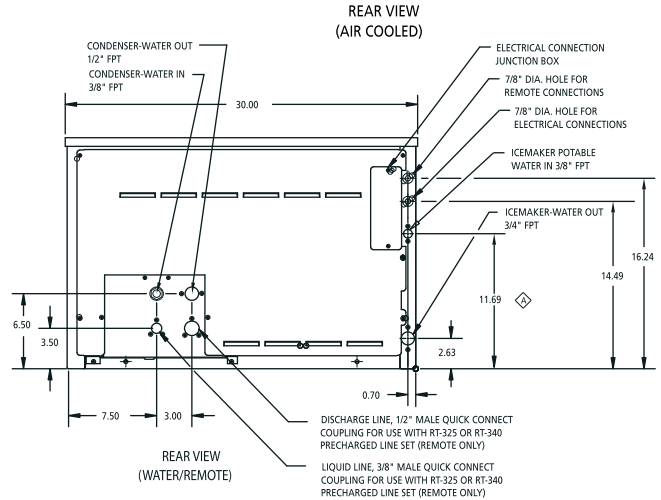 REAR VIEW
(AIR COOLED)
CONDENSER-WATER OUT
1/2" FPT
CONDENSER-WATER IN
3/8" FPT
ELECTRICAL CONNECTION
JUNCTION BOX
7/8" DIA. HOLE FOR
REMOTE CONNECTIONS
30.00
7/8" DIA. HOLE FOR
ELECTRICAL CONNECTIONS
ICEMAKER POTABLE
WATER IN 3/8" FPT
ICEMAKER-WATER OUT
3/4" FPT
16.24
14.49
11.69
A
6.50
3.50
2.63
0.70
7.50
3.00
DISCHARGE LINE, 1/2" MALE QUICK CONNECT
COUPLING FOR USE WITH RT-325 OR RT-340
PRECHARGED LINE SET (REMOTE ONLY)
REAR VIEW
(WATER/REMOTE)
LIQUID LINE, 3/8" MALE QUICK CONNECT
COUPLING FOR USE WITH RT-325 OR RT-340
PRECHARGED LINE SET (REMOTE ONLY)